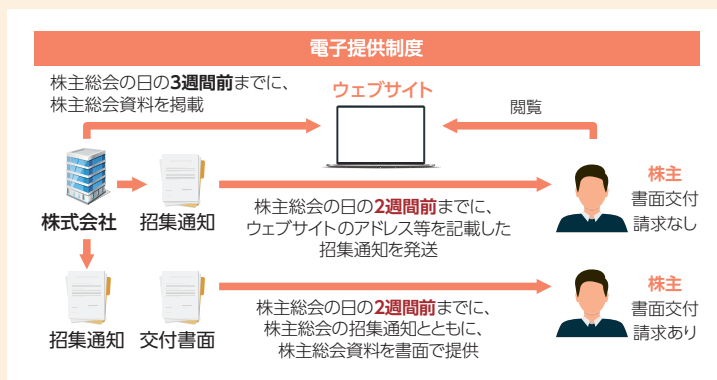 電子提供制度
株主総会の日の3週間前までに、
株主総会資料を掲載
ウェブサイト
閲覧
株式会社
招集通知
株主総会の日の2週間前までに、
ウェブサイトのアドレス等を記載した
招集通知を発送
株主
書面交付
請求なし
招集通知
交付書面
株主総会の日の2週間前までに、
株主総会の招集通知とともに、
株主総会資料を書面で提供
株主
書面交付
請求あり